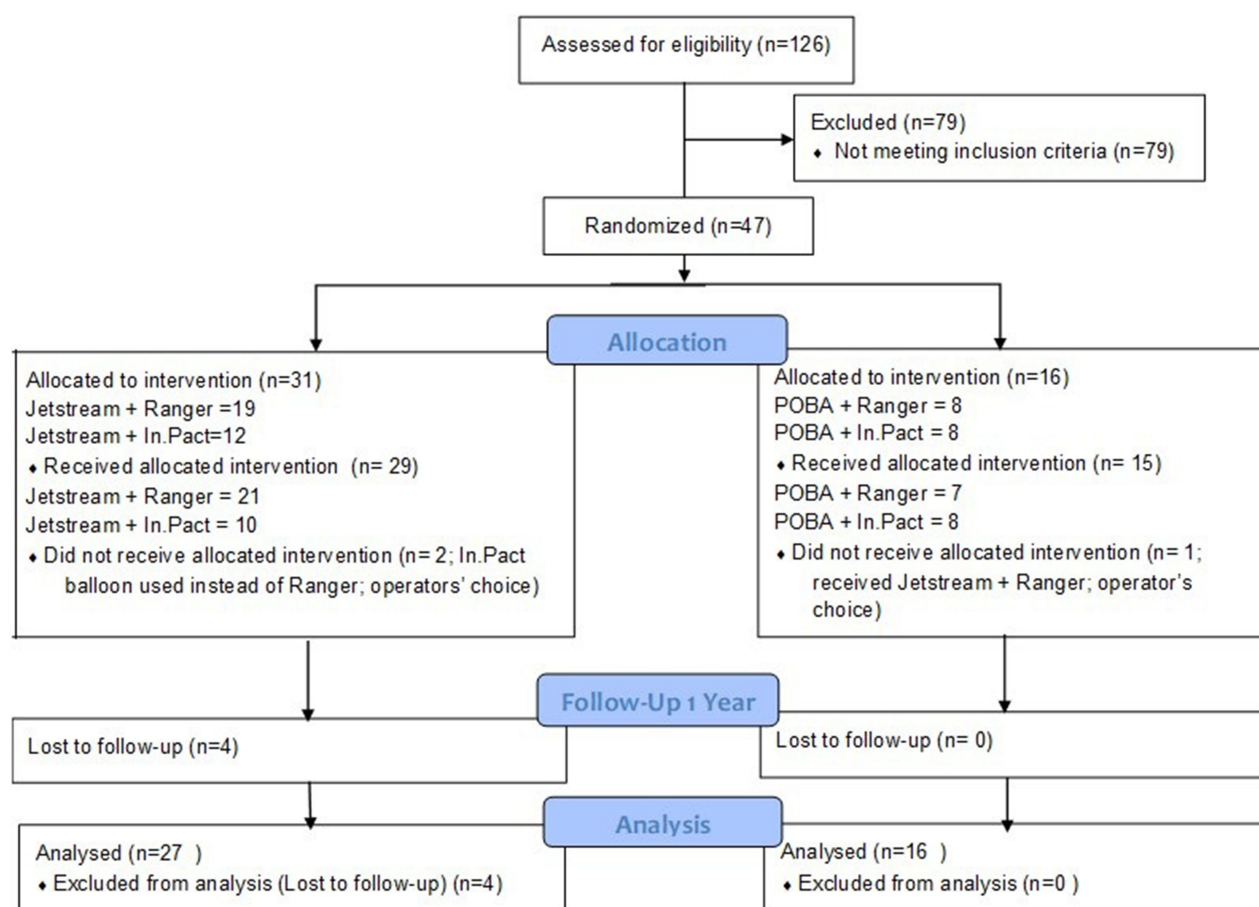 Assessed for eligibility (n=126)
Excluded (n=79)
♦ Not meeting inclusion criteria (n=79)
Randomized (n=47)
Allocation
Allocated to intervention (n=31)
Jetstream + Ranger =19
Jetstream + In.Pact=12
♦ Received allocated intervention (n= 29)
Jetstream + Ranger = 21
Jetstream + In.Pact = 10
♦ Did not receive allocated intervention (n= 2; In.Pact
balloon used instead of Ranger; operators' choice)
Allocated to intervention (n=16)
POBA + Ranger = 8
POBA + In.Pact = 8
♦ Received allocated intervention (n= 15)
POBA + Ranger = 7
POBA + In.Pact = 8
♦ Did not receive allocated intervention (n= 1;
received Jetstream + Ranger; operator's
choice)
Follow-Up 1 Year
Lost to follow-up (n=4)
Lost to follow-up (n= 0)
Analysis
Analysed (n=27 )
♦ Excluded from analysis (Lost to follow-up) (n=4)
Analysed (n=16 )
♦ Excluded from analysis (n=0 )